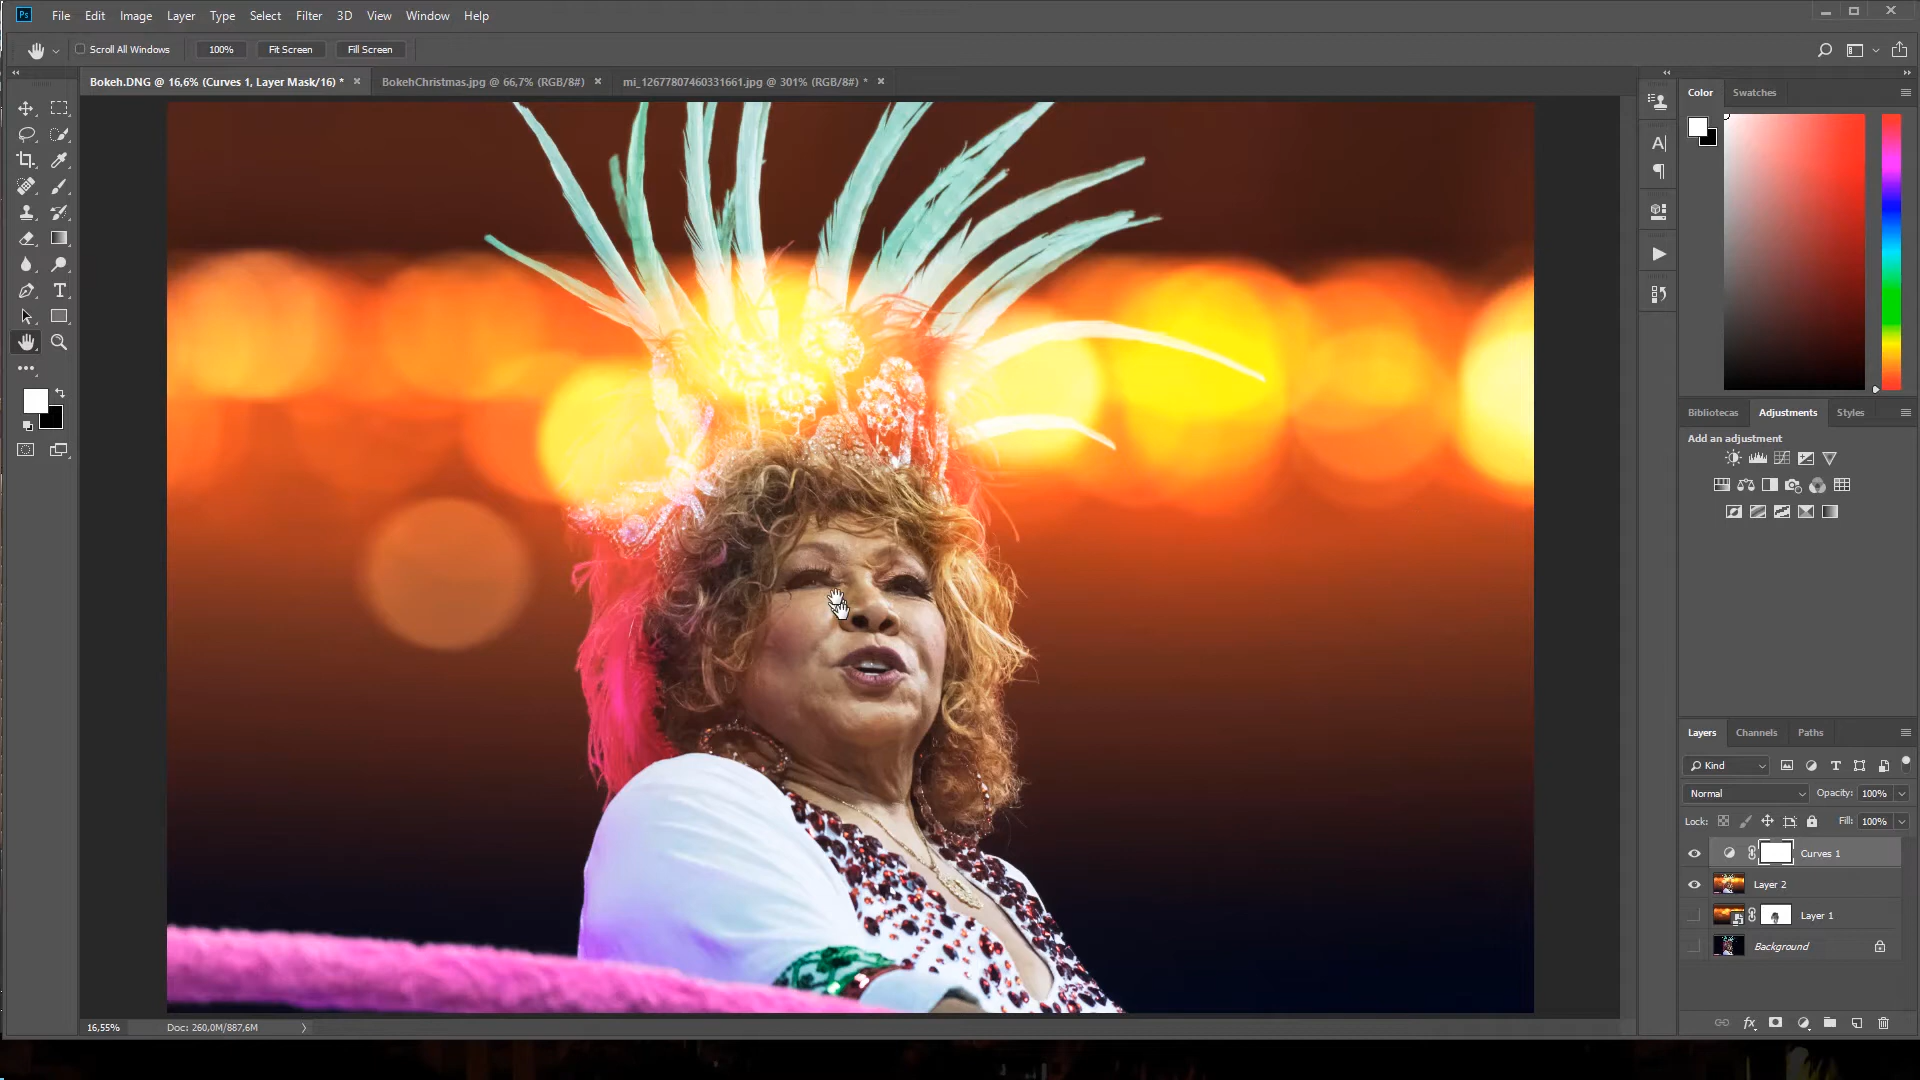 Ps File Edit Image Layer Type Select Filter 3D View Window Help
Scroll All Windows 100% Fit Screen Fill Screen
Bokeh.DNG @ 16,6% (Curves 1, Layer Mask/16) * × BokehChristmas.jpg @ 66,7% (RGB/8#) × mi_12677807460331661.jpg @ 301% (RGB/8#) * ×
Color Swatches
Bibliotecas Adjustments Styles
Add an adjustment
Layers Channels Paths
Kind
Normal Opacity: 100%
Lock: Fill: 100%
Curves 1
Layer 2
Layer 1
Background
fx
16,55% Doc: 260,0M/887,6M